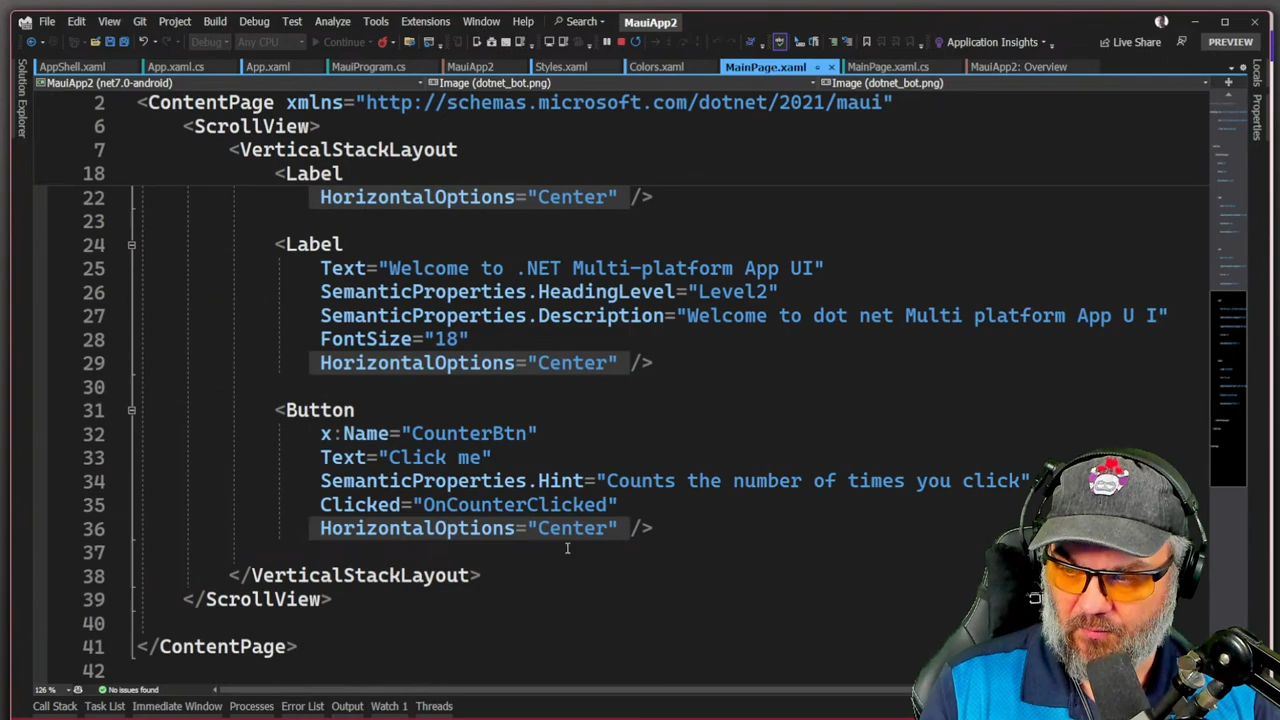 File Edit View Git Project Build Debug Test Analyze Tools Extensions Window Help Search MauiApp2
Debug Any CPU Continue Application Insights Live Share PREVIEW
AppShell.xaml App.xaml.cs App.xaml MauiProgram.cs MauiApp2 Styles.xaml Colors.xaml MainPage.xaml MainPage.xaml.cs MauiApp2: Overview
MauiApp2 (net7.0-android) Image (dotnet_bot.png) Image (dotnet_bot.png)
Solution Explorer
Locals
Properties
2 <ContentPage xmlns="http://schemas.microsoft.com/dotnet/2021/maui"
6 <ScrollView>
7 <VerticalStackLayout
18 <Label
22 HorizontalOptions="Center" />
23
24 <Label
25 Text="Welcome to .NET Multi-platform App UI"
26 SemanticProperties.HeadingLevel="Level2"
27 SemanticProperties.Description="Welcome to dot net Multi platform App U I"
28 FontSize="18"
29 HorizontalOptions="Center" />
30
31 <Button
32 x:Name="CounterBtn"
33 Text="Click me"
34 SemanticProperties.Hint="Counts the number of times you click"
35 Clicked="OnCounterClicked"
36 HorizontalOptions="Center" />
37
38 </VerticalStackLayout>
39 </ScrollView>
40
41 </ContentPage>
42
126 % No issues found
Call Stack Task List Immediate Window Processes Error List Output Watch 1 Threads